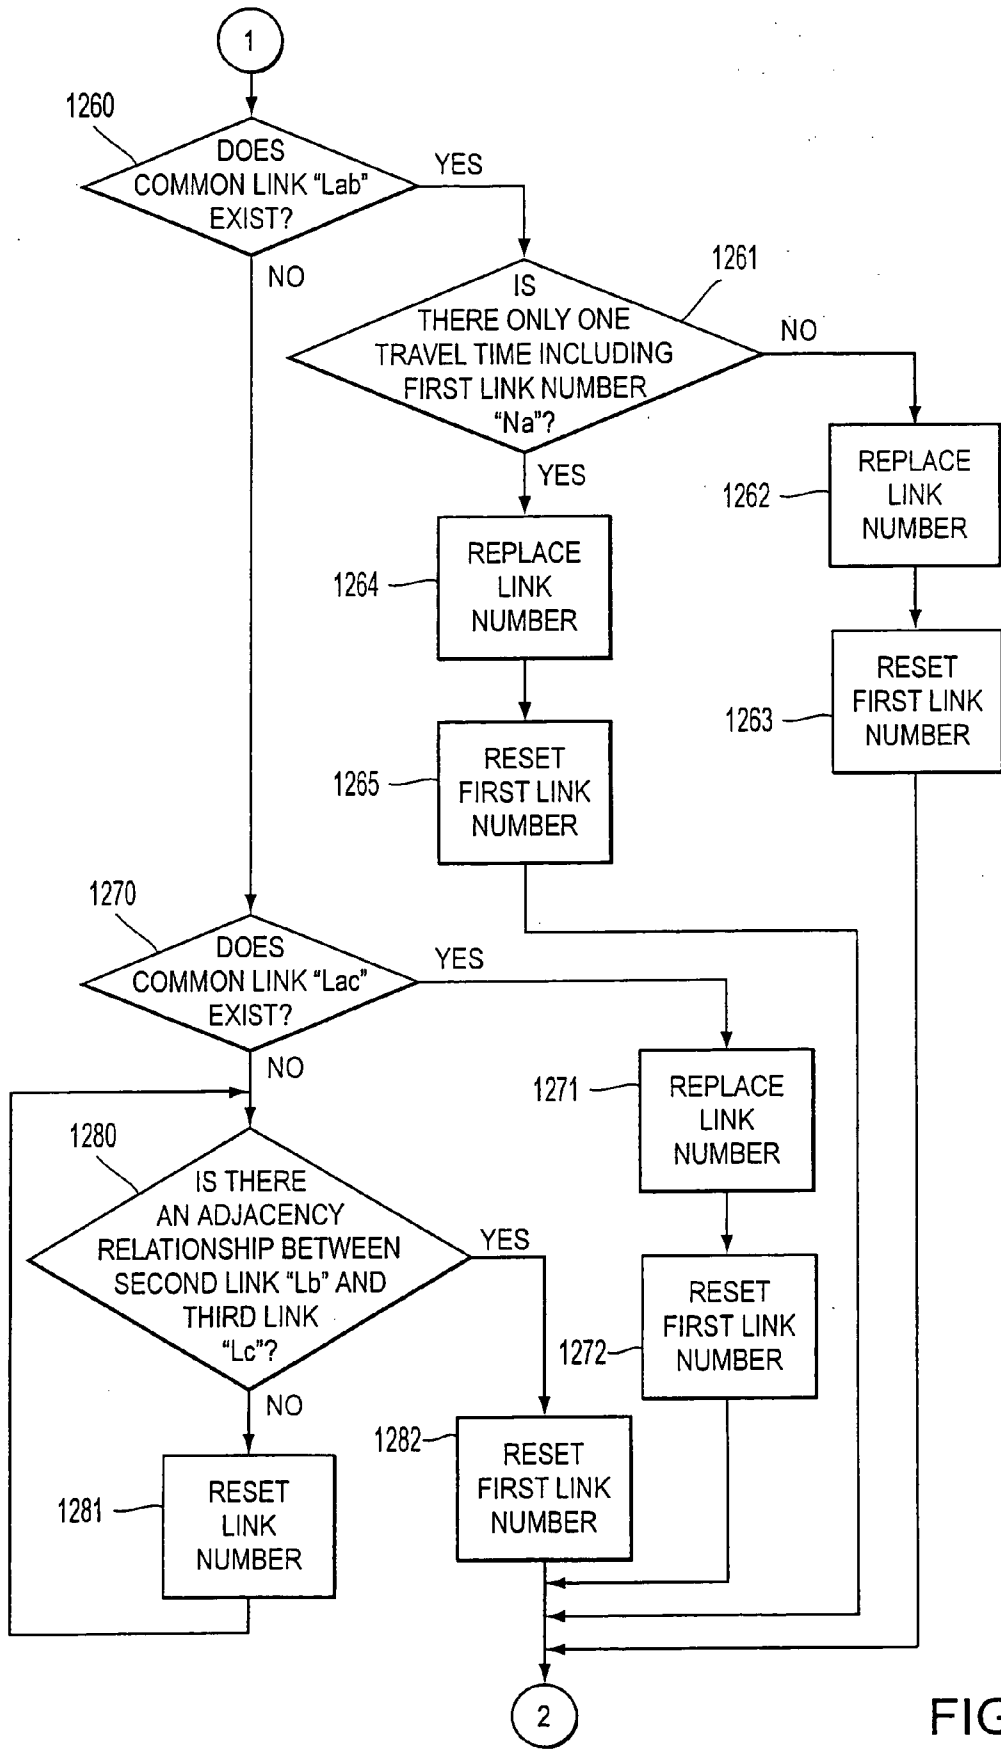 1
1260
DOES
COMMON LINK "Lab"
EXIST?
YES
NO
1261
IS
THERE ONLY ONE
TRAVEL TIME INCLUDING
FIRST LINK NUMBER
"Na"?
NO
YES
1262
REPLACE
LINK
NUMBER
1264
REPLACE
LINK
NUMBER
1263
RESET
FIRST LINK
NUMBER
1265
RESET
FIRST LINK
NUMBER
1270
DOES
COMMON LINK "Lac"
EXIST?
YES
NO
1271
REPLACE
LINK
NUMBER
1280
IS THERE
AN ADJACENCY
RELATIONSHIP BETWEEN
SECOND LINK "Lb" AND
THIRD LINK
"Lc"?
YES
NO
1272
RESET
FIRST LINK
NUMBER
1282
RESET
FIRST LINK
NUMBER
1281
RESET
LINK
NUMBER
2
FIG